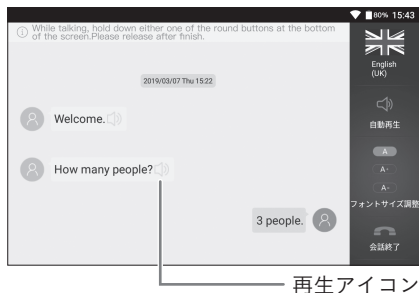 80% 15:43
While talking, hold down either one of the round buttons at the bottom
of the screen.Please release after finish.
English
(UK)
2019/03/07 Thu 15:22
Welcome.
自動再生
A
How many people?
A-
A-
フォントサイズ調整
3 people.
会話終了
再生アイコン